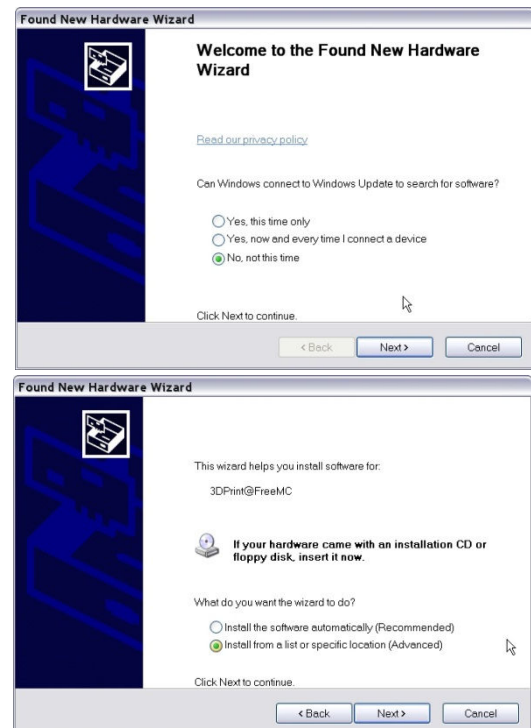 Found New Hardware Wizard
Welcome to the Found New Hardware
Wizard
Read our privacy policy
Can Windows connect to Windows Update to search for software?
Yes, this time only
Yes, now and every time I connect a device
No, not this time
Click Next to continue.
< Back
Next >
Cancel
Found New Hardware Wizard
This wizard helps you install software for:
3DPrint@FreeMC
If your hardware came with an installation CD or
floppy disk, insert it now.
What do you want the wizard to do?
Install the software automatically (Recommended)
Install from a list or specific location (Advanced)
Click Next to continue.
< Back
Next >
Cancel